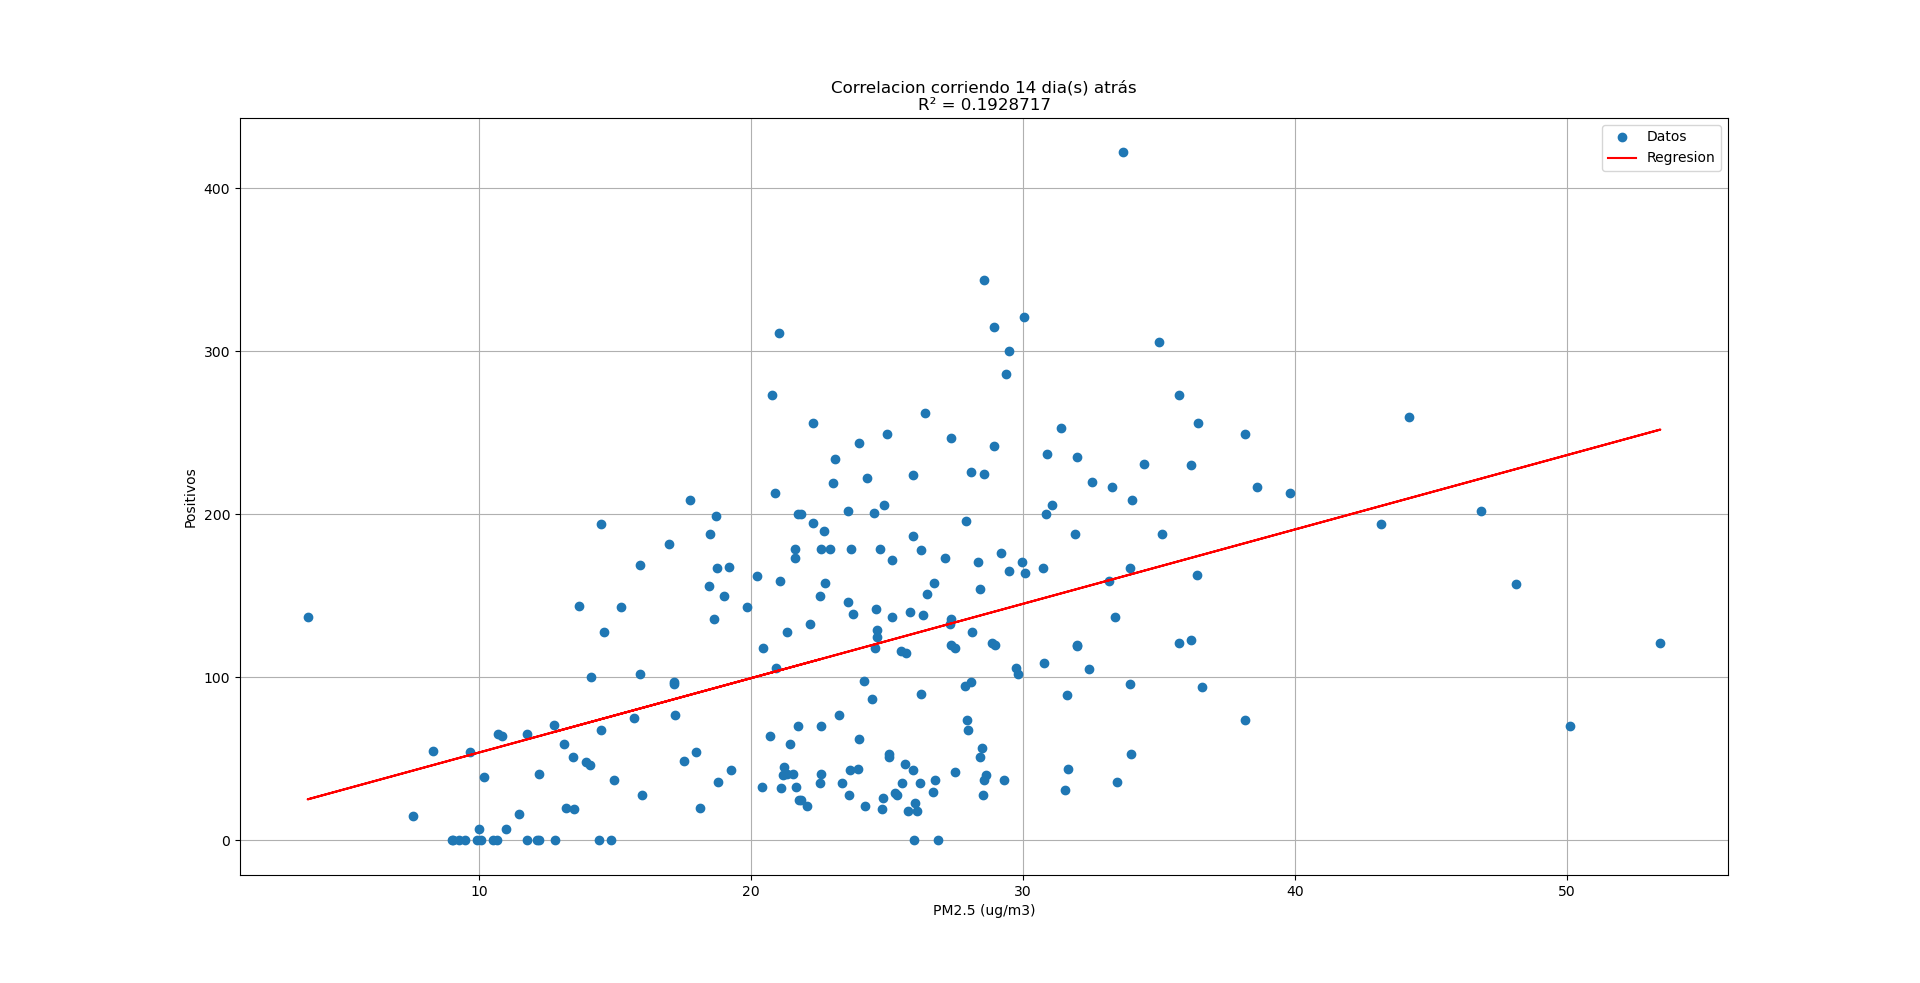 Correlacion corriendo 14 dia(s) atrás
R² = 0.1928717
Datos
Regresion
400
300
200
100
0
Positivos
10
20
30
40
50
PM2.5 (ug/m3)